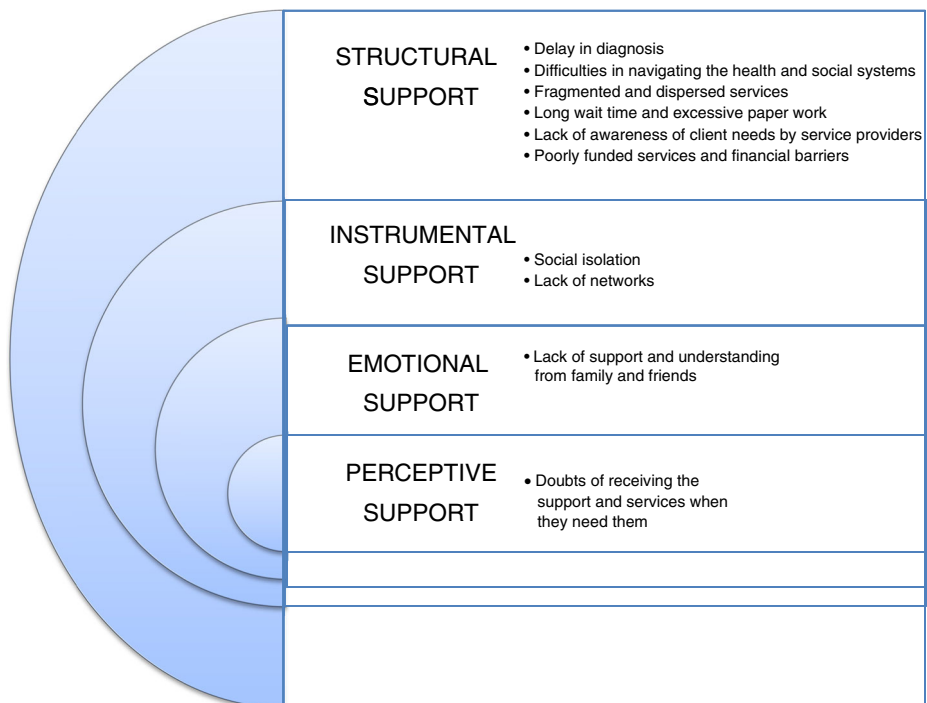 STRUCTURAL
SUPPORT
• Delay in diagnosis
• Difficulties in navigating the health and social systems
• Fragmented and dispersed services
• Long wait time and excessive paper work
• Lack of awareness of client needs by service providers
• Poorly funded services and financial barriers
INSTRUMENTAL
SUPPORT
• Social isolation
• Lack of networks
EMOTIONAL
SUPPORT
• Lack of support and understanding
from family and friends
PERCEPTIVE
SUPPORT
• Doubts of receiving the
support and services when
they need them